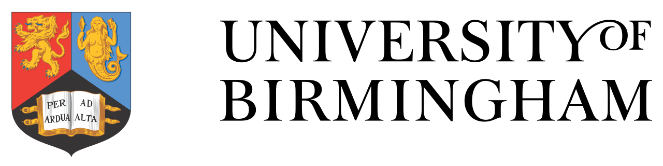 PER AD
ARDUA ALTA
UNIVERSITY OF
BIRMINGHAM